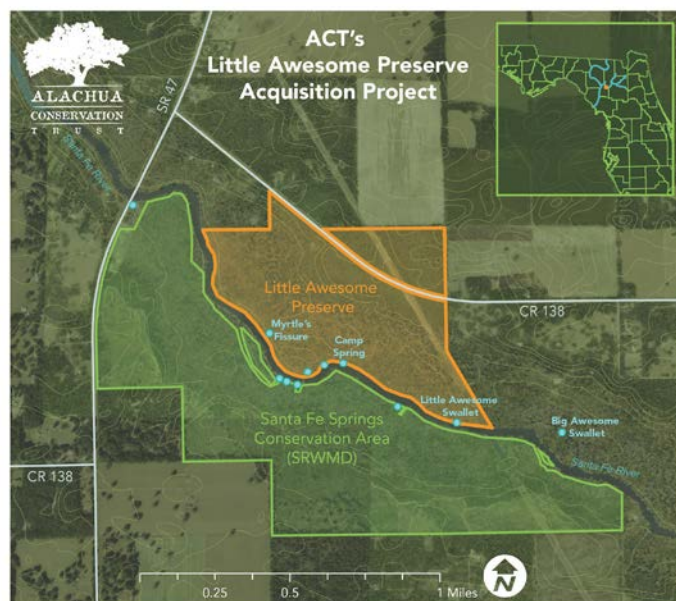 ACT's
Little Awesome Preserve
Acquisition Project
ALACHUA
CONSERVATION
TRUST
SR 47
Santa Fe River
Little Awesome
Preserve
Myrtle's
Fissure
Camp
Spring
CR 138
Little Awesome
Swallet
Big Awesome
Swallet
Santa Fe Springs
Conservation Area
(SRWMD)
Santa Fe River
CR 138
0.25
0.5
1 Miles
N